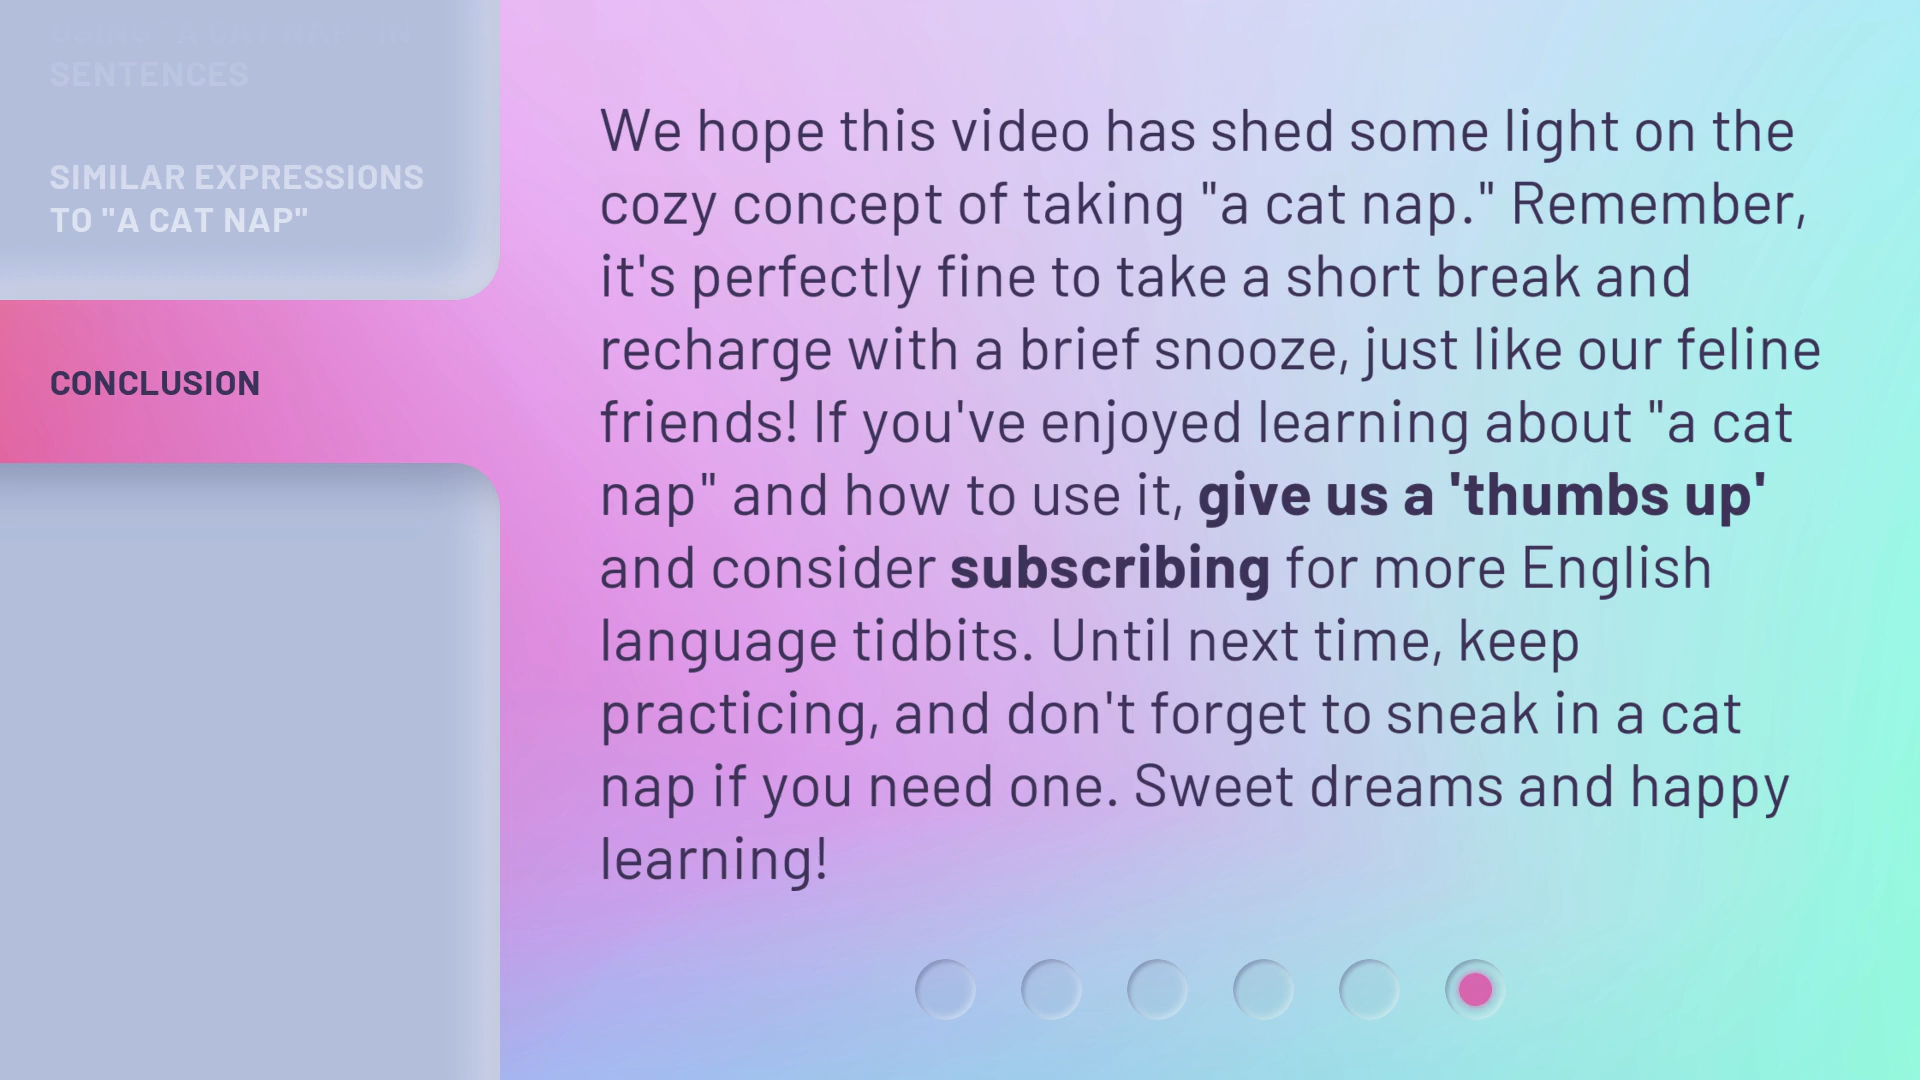 USING "A CAT NAP" IN
SENTENCES
SIMILAR EXPRESSIONS
TO "A CAT NAP"
CONCLUSION
We hope this video has shed some light on the
cozy concept of taking "a cat nap." Remember,
it's perfectly fine to take a short break and
recharge with a brief snooze, just like our feline
friends! If you've enjoyed learning about "a cat
nap" and how to use it, give us a 'thumbs up'
and consider subscribing for more English
language tidbits. Until next time, keep
practicing, and don't forget to sneak in a cat
nap if you need one. Sweet dreams and happy
learning!